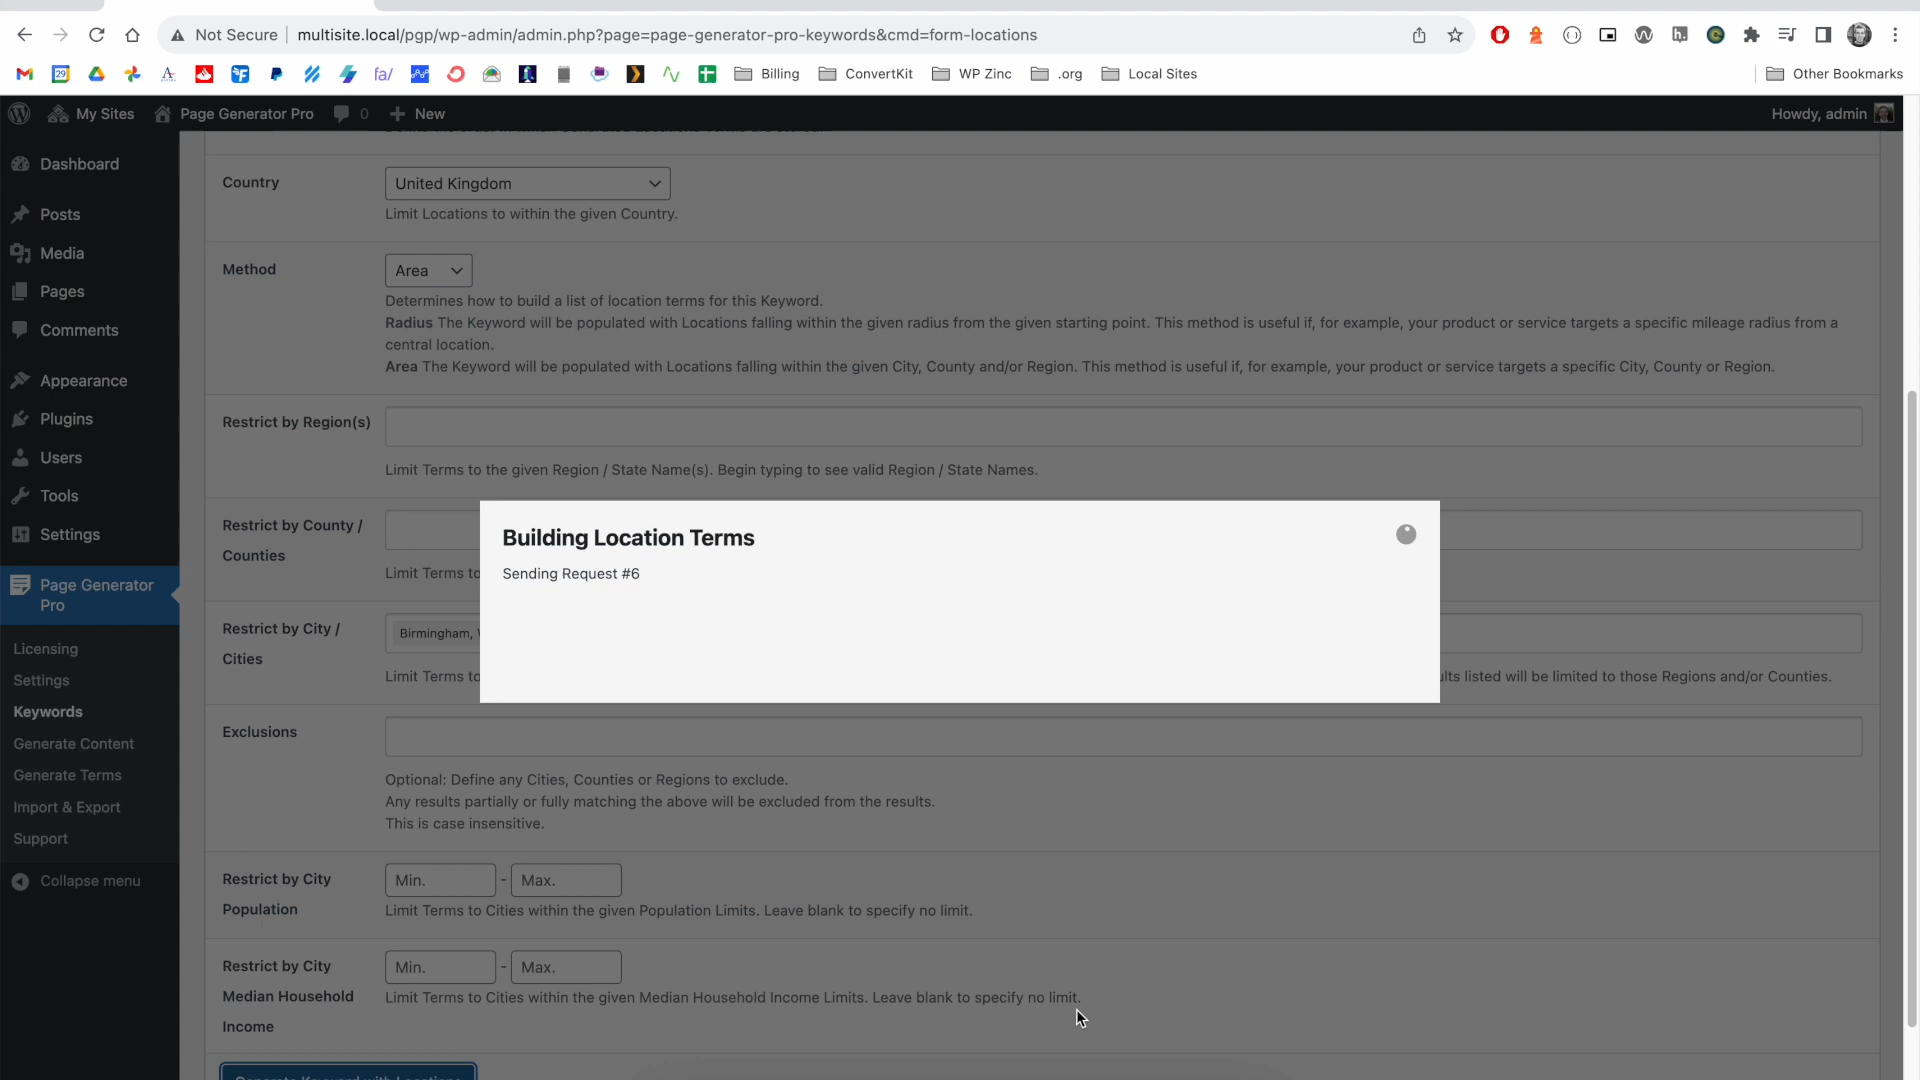 Not Secure
multisite.local/pgp/wp-admin/admin.php?page=page-generator-pro-keywords&cmd=form-locations
Billing
ConvertKit
WP Zinc
.org
Local Sites
Other Bookmarks
My Sites
Page Generator Pro
0
New
Howdy, admin
Dashboard
Posts
Media
Pages
Comments
Appearance
Plugins
Users
Tools
Settings
Page Generator
Pro
Licensing
Settings
Keywords
Generate Content
Generate Terms
Import & Export
Support
Collapse menu
Country
United Kingdom
Limit Locations to within the given Country.
Method
Area
Determines how to build a list of location terms for this Keyword.
Radius The Keyword will be populated with Locations falling within the given radius from the given starting point. This method is useful if, for example, your product or service targets a specific mileage radius from a
central location.
Area The Keyword will be populated with Locations falling within the given City, County and/or Region. This method is useful if, for example, your product or service targets a specific City, County or Region.
Restrict by Region(s)
Limit Terms to the given Region / State Name(s). Begin typing to see valid Region / State Names.
Restrict by County /
Counties
Limit Terms to
Building Location Terms
Sending Request #6
Restrict by City /
Cities
Birmingham,
Limit Terms to
listed will be limited to those Regions and/or Counties.
Exclusions
Optional: Define any Cities, Counties or Regions to exclude.
Any results partially or fully matching the above will be excluded from the results.
This is case insensitive.
Restrict by City
Population
Min.
-
Max.
Limit Terms to Cities within the given Population Limits. Leave blank to specify no limit.
Restrict by City
Median Household
Income
Min.
-
Max.
Limit Terms to Cities within the given Median Household Income Limits. Leave blank to specify no limit.
Generate Keyword with Locations